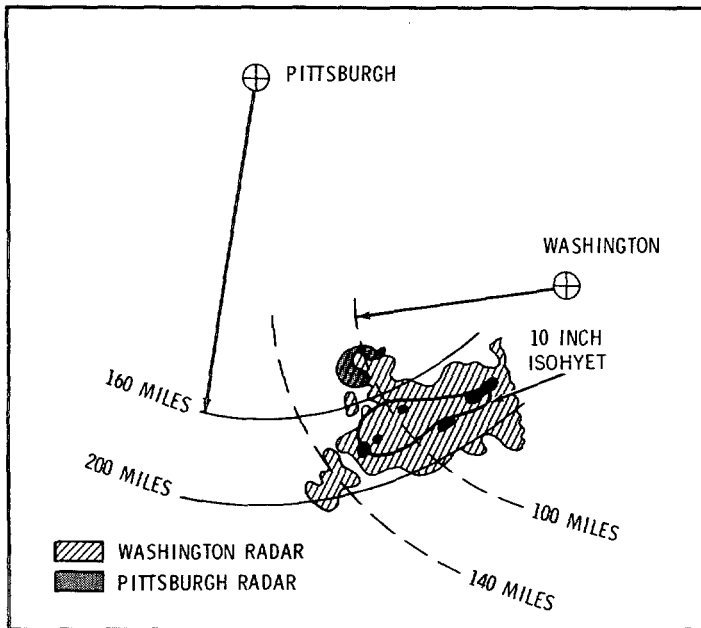 PITTSBURGH
WASHINGTON
10 INCH
ISOHYET
160 MILES
200 MILES
100 MILES
140 MILES
WASHINGTON RADAR
PITTSBURGH RADAR